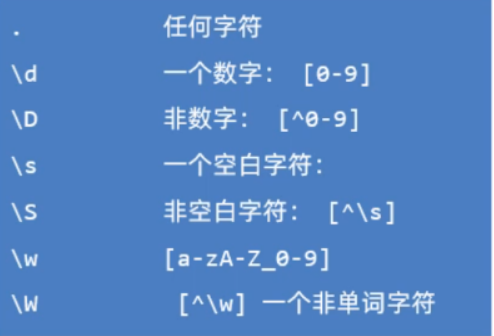 . 任何字符
\d 一个数字： [0-9]
\D 非数字： [^0-9]
\s 一个空白字符：
\S 非空白字符： [^\s]
\w [a-zA-Z_0-9]
\W [^\w] 一个非单词字符